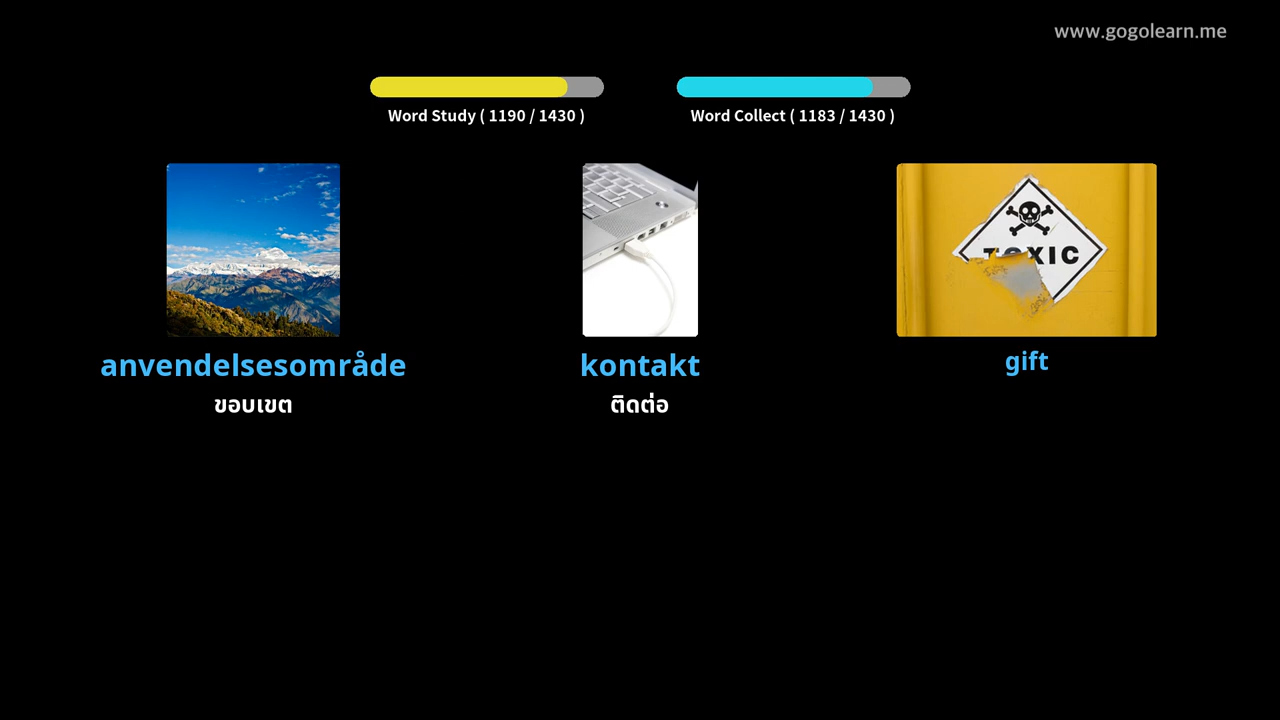 www.gogolearn.me
Word Study ( 1190 / 1430 )
Word Collect ( 1183 / 1430 )
TOXIC
anvendelsesområde
kontakt
gift
ขอบเขต
ติดต่อ